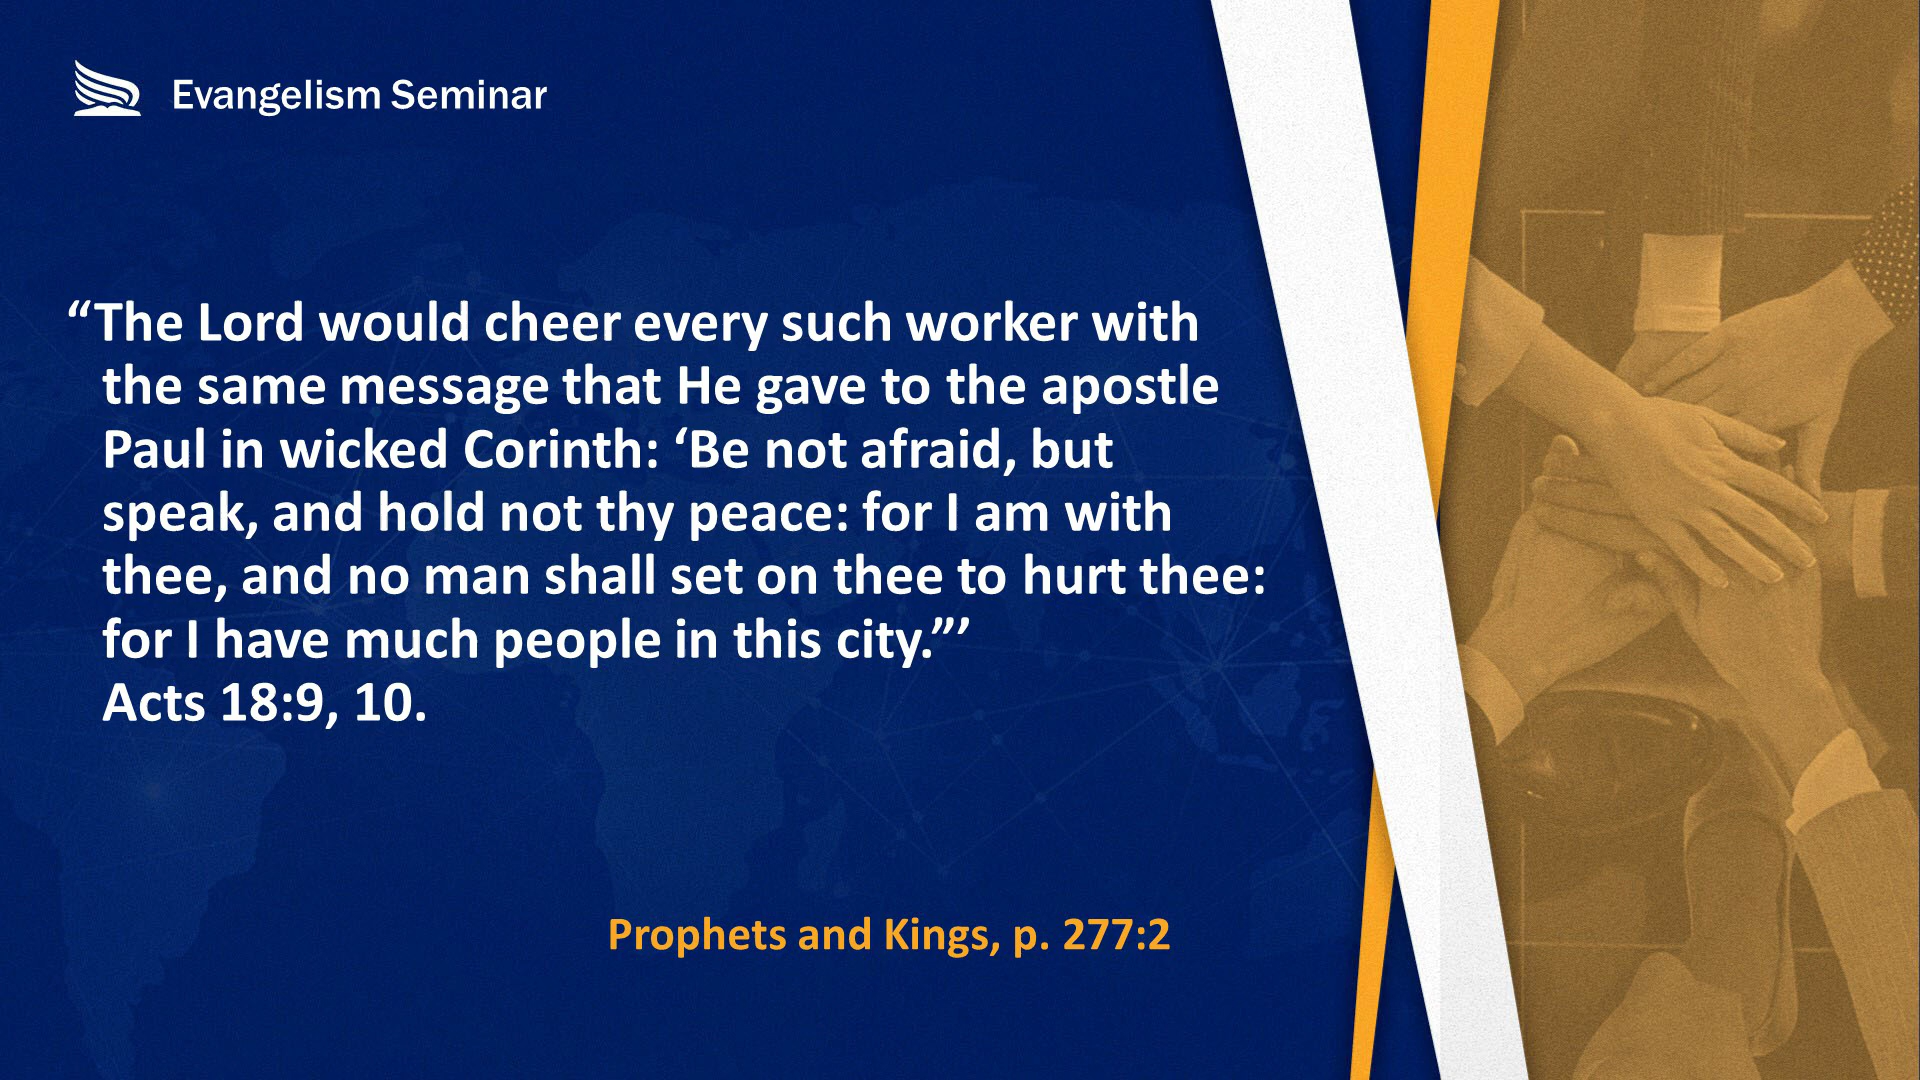 Evangelism Seminar
“The Lord would cheer every such worker with
the same message that He gave to the apostle
Paul in wicked Corinth: ‘Be not afraid, but
speak, and hold not thy peace: for I am with
thee, and no man shall set on thee to hurt thee:
for I have much people in this city.”’
Acts 18:9, 10.
Prophets and Kings, p. 277:2